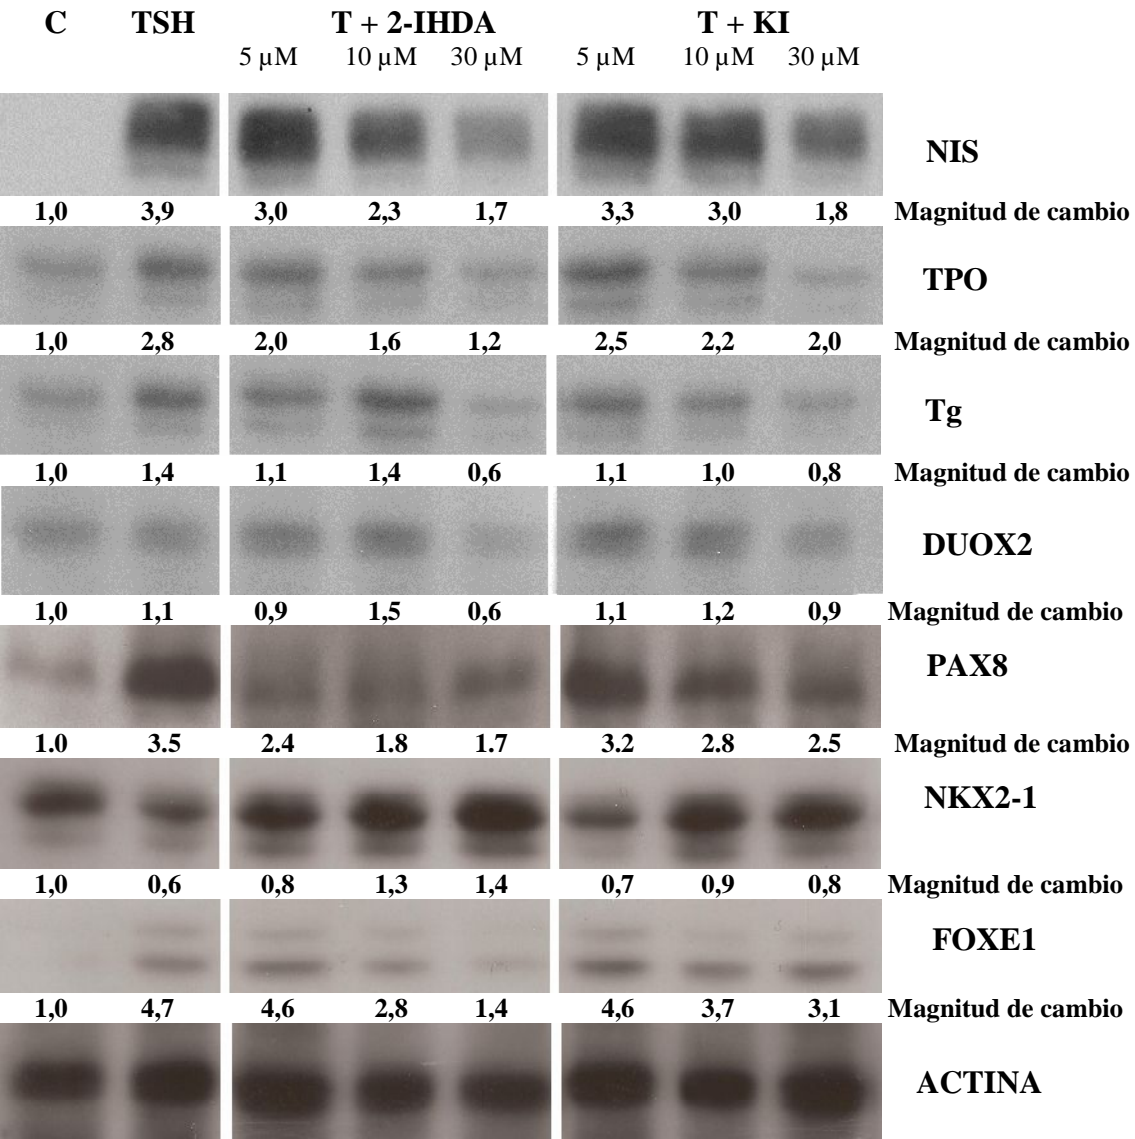 C TSH T + 2-IHDA T + KI
5 µM 10 µM 30 µM 5 µM 10 µM 30 µM
NIS
1,0 3,9 3,0 2,3 1,7 3,3 3,0 1,8 Magnitud de cambio
TPO
1,0 2,8 2,0 1,6 1,2 2,5 2,2 2,0 Magnitud de cambio
Tg
1,0 1,4 1,1 1,4 0,6 1,1 1,0 0,8 Magnitud de cambio
DUOX2
1,0 1,1 0,9 1,5 0,6 1,1 1,2 0,9 Magnitud de cambio
PAX8
1.0 3.5 2.4 1.8 1.7 3.2 2.8 2.5 Magnitud de cambio
NKX2-1
1,0 0,6 0,8 1,3 1,4 0,7 0,9 0,8 Magnitud de cambio
FOXE1
1,0 4,7 4,6 2,8 1,4 4,6 3,7 3,1 Magnitud de cambio
ACTINA